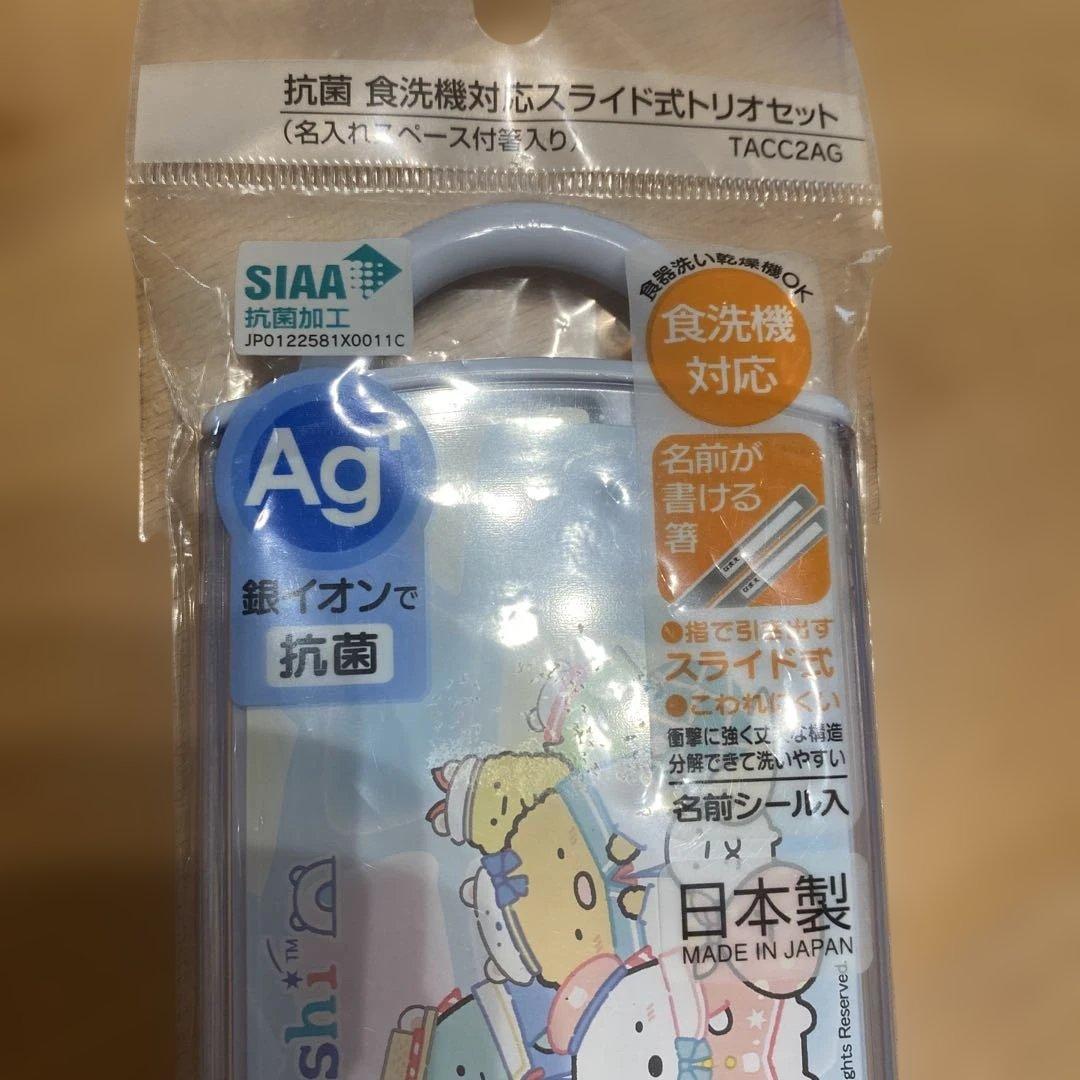 抗菌 食洗機対応スライド式トリオセット
(名入れスペース付箸入り)
TACC2AG
SIAA
抗菌加工
JP0122581X0011C
Ag+
銀イオンで
抗菌
食器洗い乾燥機OK
食洗機
対応
名前が
書ける
箸
指で引き出す
スライド式
こわれにくい
衝撃に強く丈夫な構造
分解できて洗いやすい
名前シール入
日本製
MADE IN JAPAN
shi™
ghts Reserved.